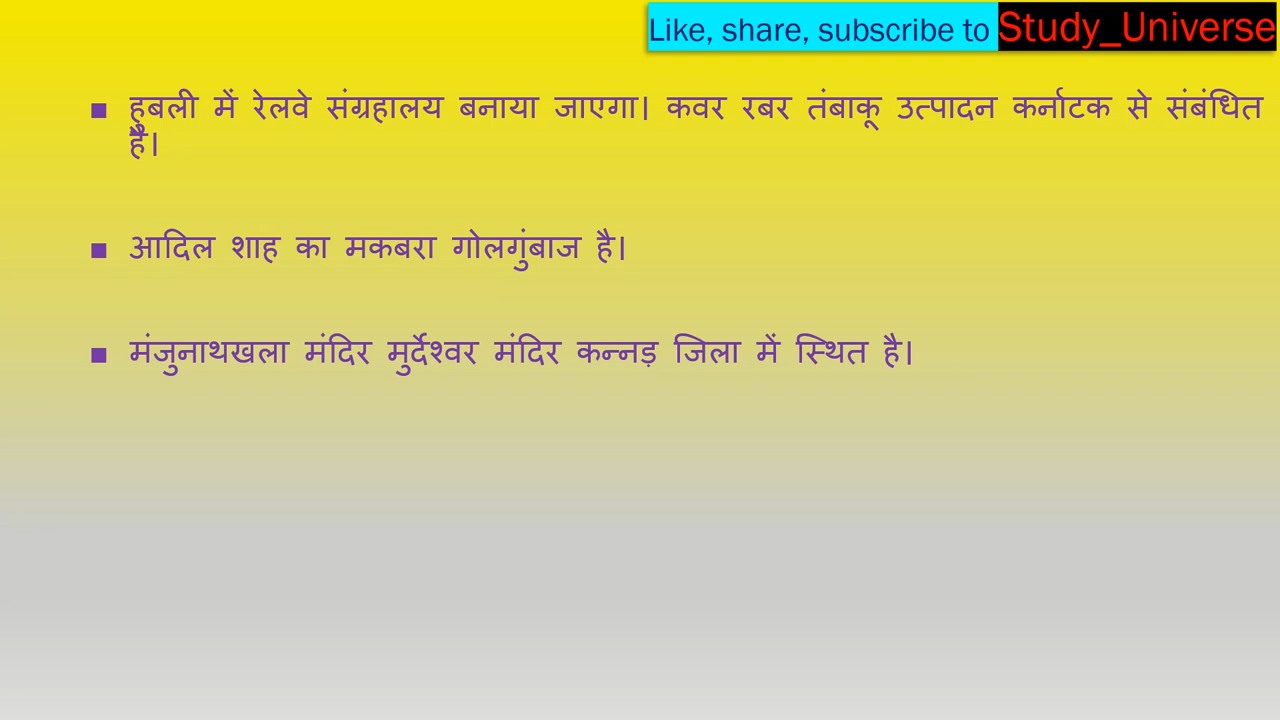 Like, share, subscribe to Study_Universe
▪ हुबली में रेलवे संग्रहालय बनाया जाएगा। कवर रबर तंबाकू उत्पादन कर्नाटक से संबंधित
है।
▪ आदिल शाह का मकबरा गोलगुंबाज है।
▪ मंजुनाथखला मंदिर मुर्देश्वर मंदिर कन्नड़ जिला में स्थित है।